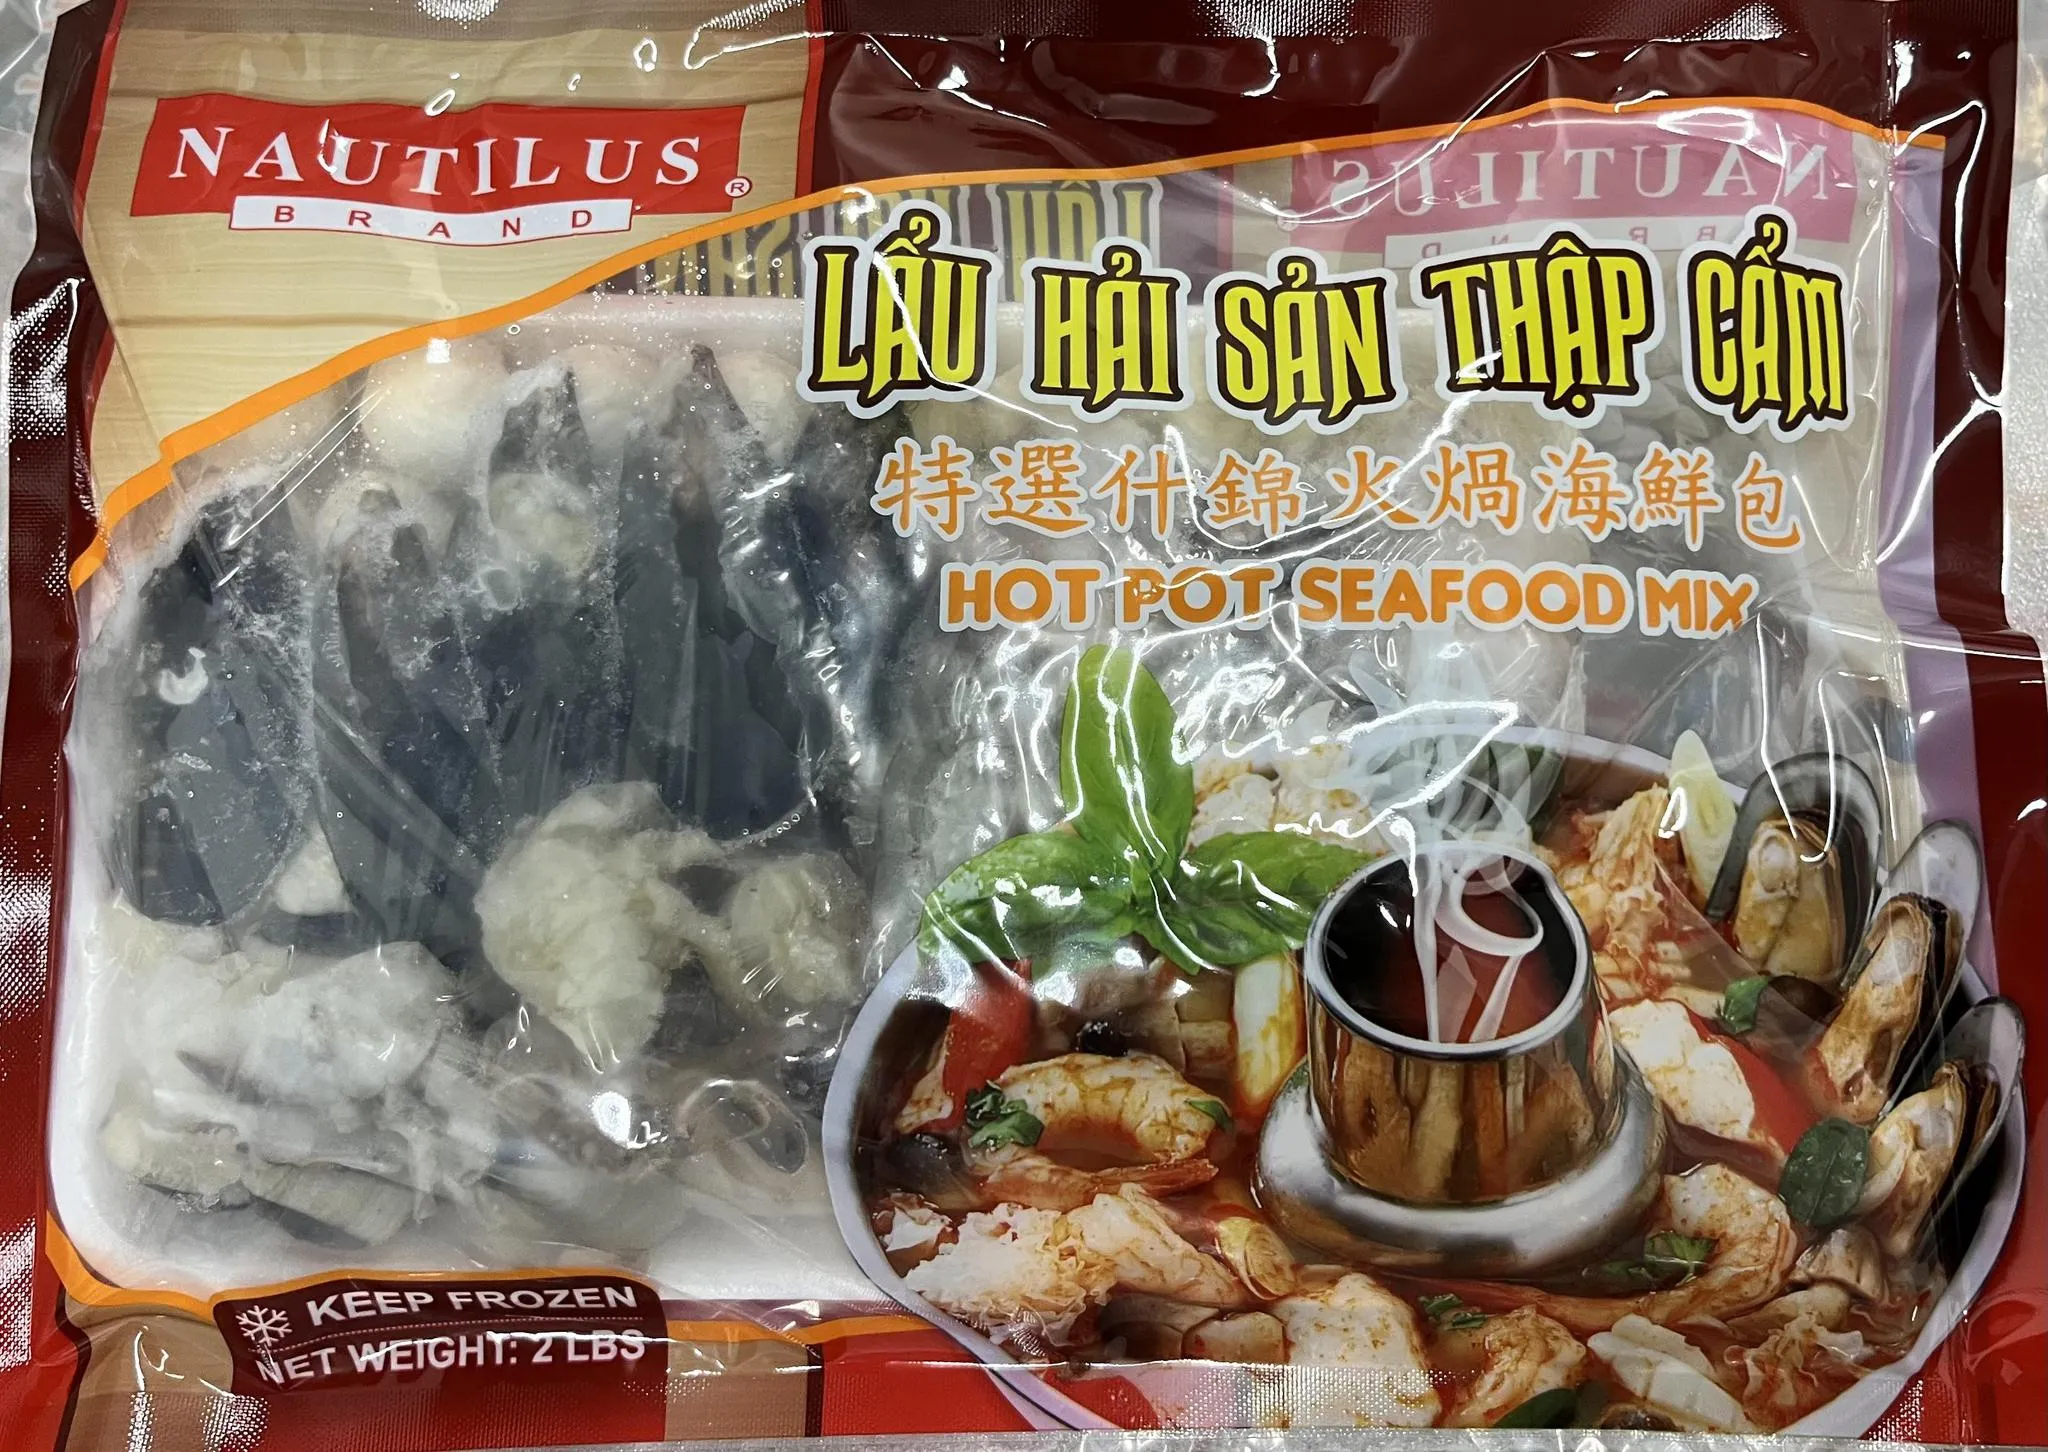 NAUTILUS ®
BRAND
NAUTILUS
LẨU HẢI SẢN THẬP CẨM
特選什錦火煱海鮮包
HOT POT SEAFOOD MIX
KEEP FROZEN
NET WEIGHT: 2 LBS